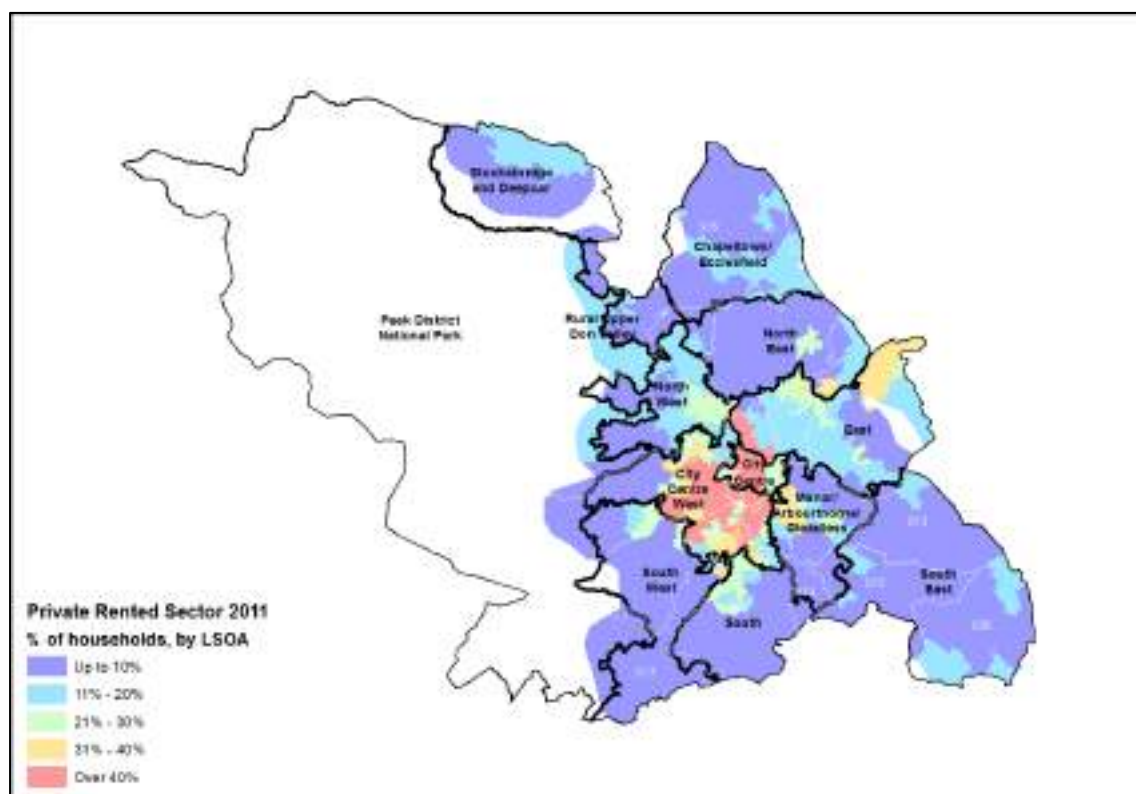 Stocksbridge
and Deepcar
Chapeltown/
Ecclesfield
Peak District
National Park
Rural Upper
Don Valley
North
East
North
West
East
City
Centre
West
City
Centre
Manor/
Arbourthorne/
Gleadless
South
West
South
South
East
Private Rented Sector 2011
% of households, by LSOA
Up to 10%
11% - 20%
21% - 30%
31% - 40%
Over 40%